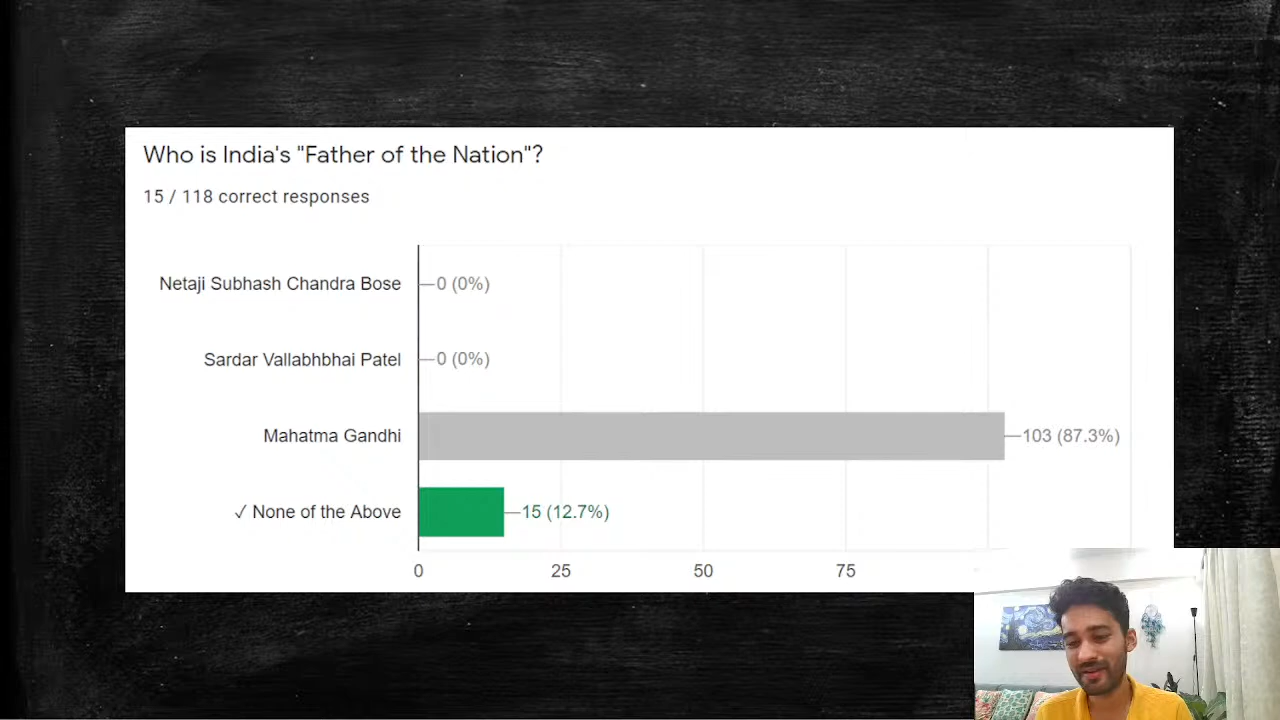 Who is India's "Father of the Nation"?
15 / 118 correct responses
Netaji Subhash Chandra Bose 0 (0%)
Sardar Vallabhbhai Patel 0 (0%)
Mahatma Gandhi 103 (87.3%)
✓ None of the Above 15 (12.7%)
0 25 50 75